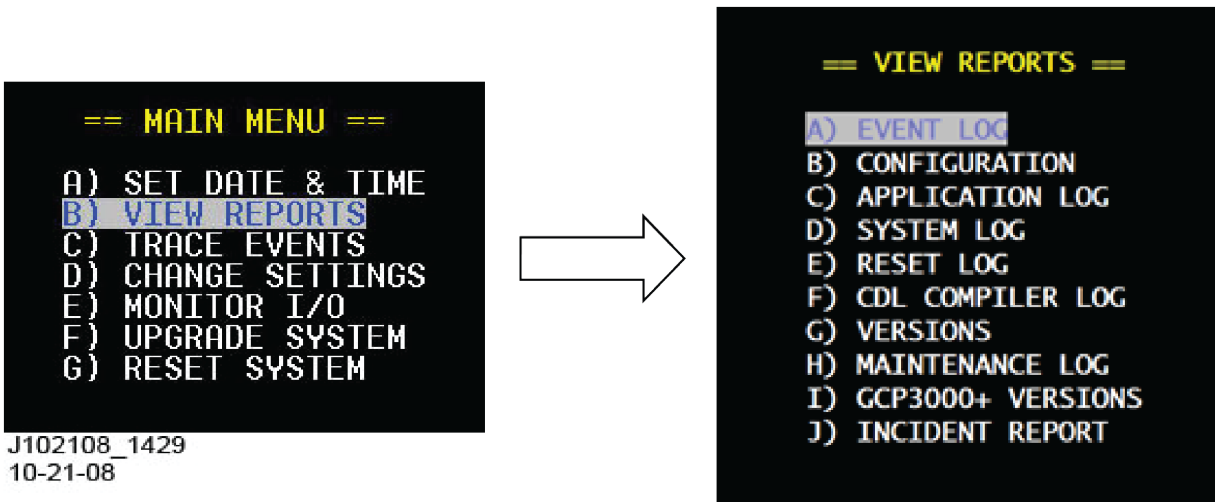 == MAIN MENU ==
A) SET DATE & TIME
B) VIEW REPORTS
C) TRACE EVENTS
D) CHANGE SETTINGS
E) MONITOR I/O
F) UPGRADE SYSTEM
G) RESET SYSTEM
J102108_1429
10-21-08
== VIEW REPORTS ==
A) EVENT LOG
B) CONFIGURATION
C) APPLICATION LOG
D) SYSTEM LOG
E) RESET LOG
F) CDL COMPILER LOG
G) VERSIONS
H) MAINTENANCE LOG
I) GCP3000+ VERSIONS
J) INCIDENT REPORT